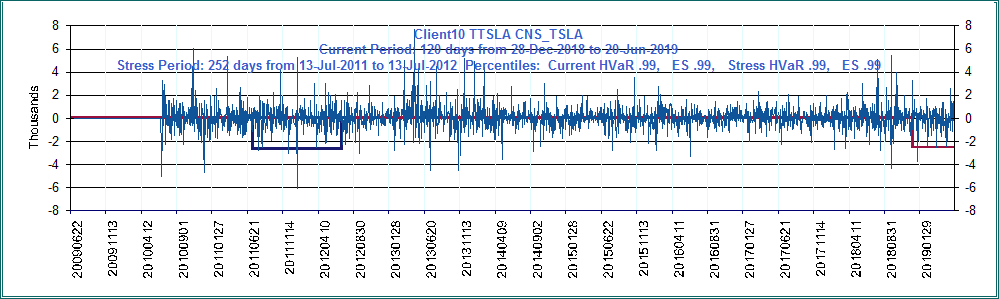 Client10 TTSLA CNS_TSLA
Current Period: 120 days from 28-Dec-2018 to 20-Jun-2019
Stress Period: 252 days from 13-Jul-2011 to 13-Jul-2012 Percentiles: Current HVaR .99, ES .99, Stress HVaR .99, ES .99
Thousands
8 8
6 6
4 4
2 2
0 0
-2 -2
-4 -4
-6 -6
-8 -8
20090622 20091113 20100412 20100901 20110127 20110621 20111114 20120410 20120830 20130128 20130620 20131113 20140409 20140902 20150128 20150622 20151113 20160411 20160831 20170127 20170621 20171114 20180411 20180831 20190129